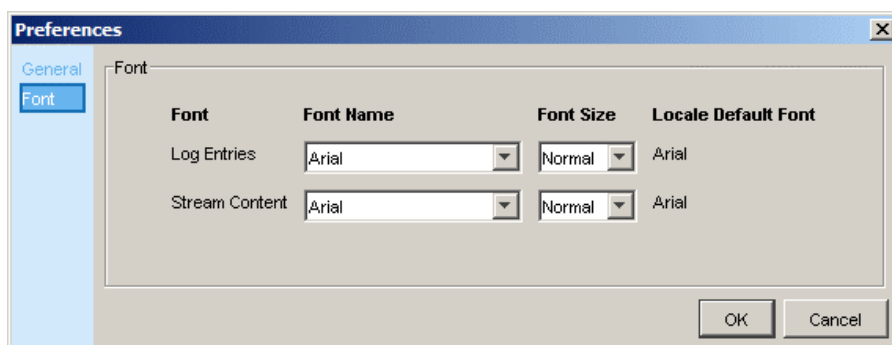 Preferences
General
Font
Font
Font Font Name Font Size Locale Default Font
Log Entries Arial Normal Arial
Stream Content Arial Normal Arial
OK Cancel